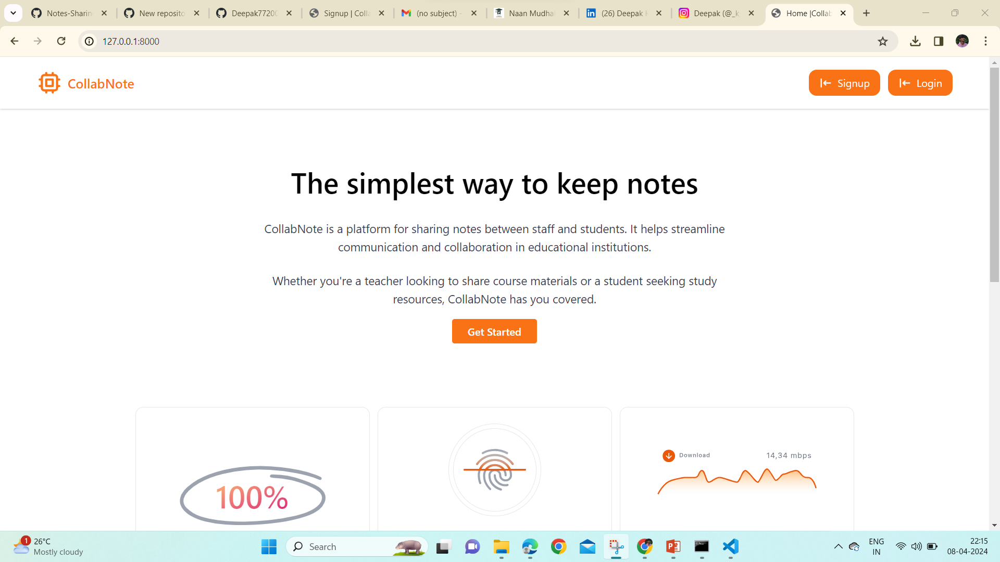 Notes-Sharin
New reposito
Deepak7720
Signup | Colla
(no subject) -
Naan Mudhal
(26) Deepak K
Deepak (@_k
Home |Collab
127.0.0.1:8000
CollabNote
Signup
Login
The simplest way to keep notes
CollabNote is a platform for sharing notes between staff and students. It helps streamline
communication and collaboration in educational institutions.
Whether you're a teacher looking to share course materials or a student seeking study
resources, CollabNote has you covered.
Get Started
100%
Download
14,34 mbps
1
26°C
Mostly cloudy
Search
ENG
IN
22:15
08-04-2024